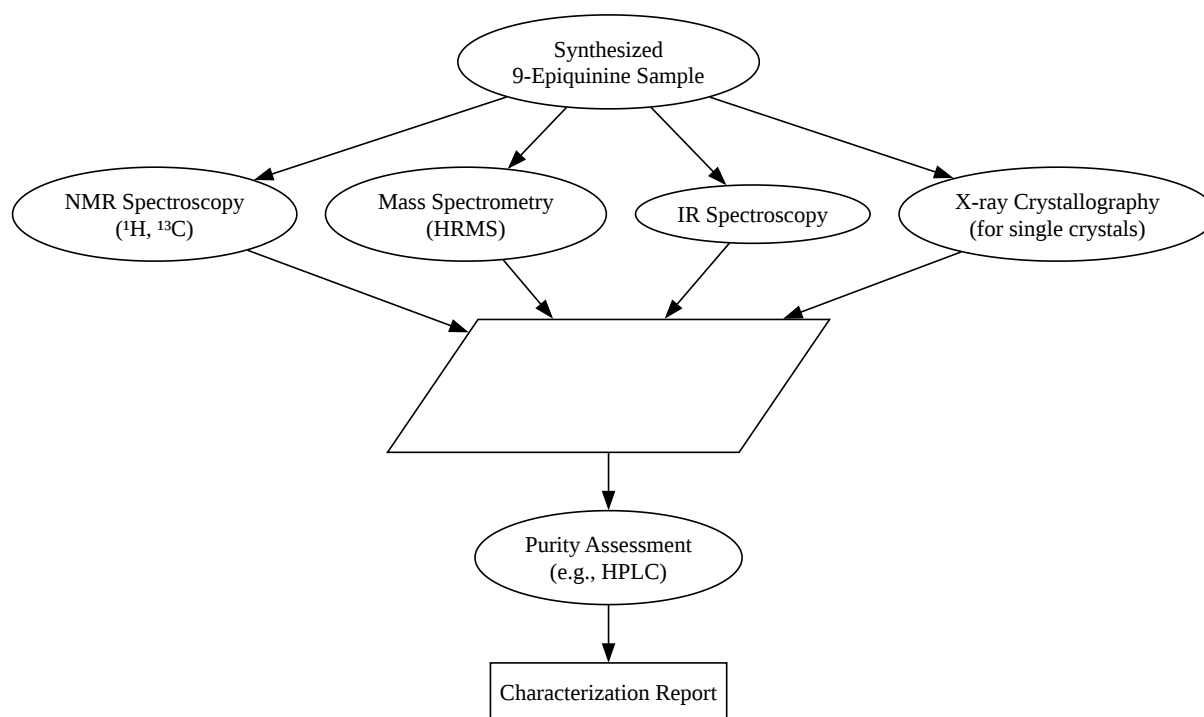 Synthesized
9-Epiquinine Sample
NMR Spectroscopy
(¹H, ¹³C)
Mass Spectrometry
(HRMS)
IR Spectroscopy
X-ray Crystallography
(for single crystals)
Purity Assessment
(e.g., HPLC)
Characterization Report